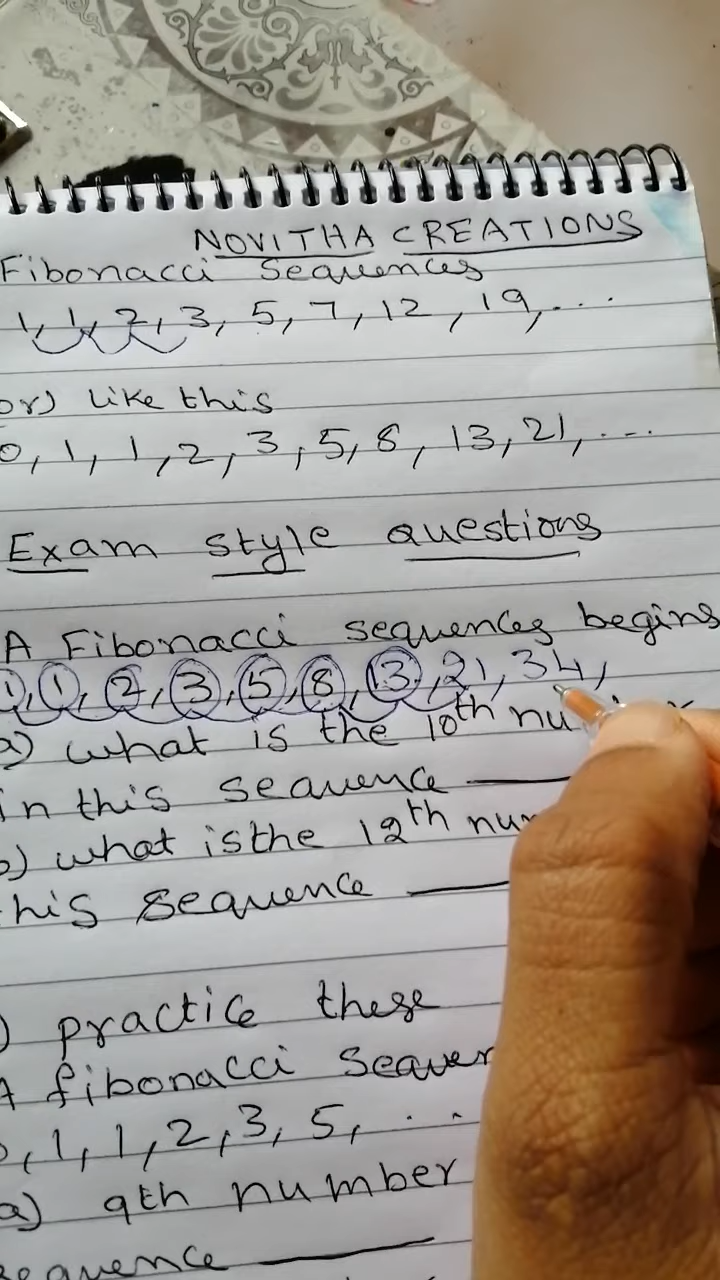 NOVITHA CREATIONS
Fibonacci Sequences
1, 1, 2, 3, 5, 7, 12, 19, ...
or) like this
0, 1, 1, 2, 3, 5, 8, 13, 21, ...
Exam style questions
A Fibonacci sequences begins
1, 1, 2, 3, 5, 8, 13, 21, 34,
a) what is the 10th
in this sequence
b) what is the 12th
this sequence
) practice these
A fibonacci
0, 1, 1, 2, 3, 5, ...
a) 9th number
sequence